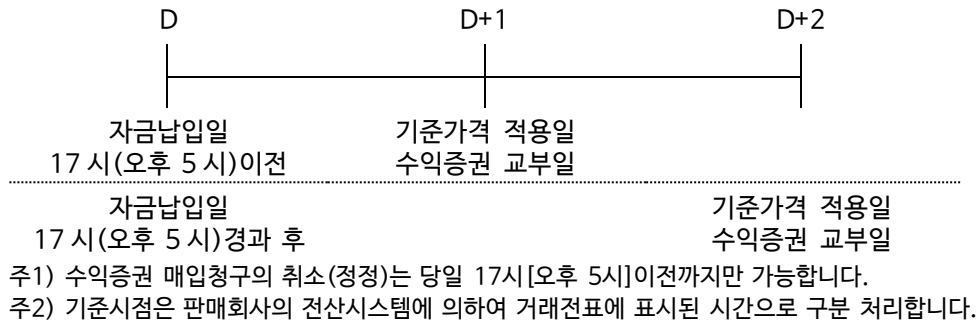 D D+1 D+2
자금납입일 기준가격 적용일
17 시(오후 5 시)이전 수익증권 교부일
자금납입일 기준가격 적용일
17 시(오후 5 시)경과 후 수익증권 교부일
주1) 수익증권 매입청구의 취소(정정)는 당일 17시[오후 5시]이전까지만 가능합니다.
주2) 기준시점은 판매회사의 전산시스템에 의하여 거래전표에 표시된 시간으로 구분 처리합니다.